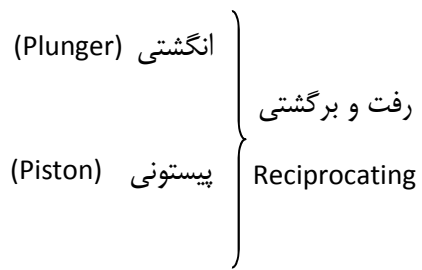 انگشتی (Plunger)
رفت و برگشتی
پیستونی (Piston)
Reciprocating